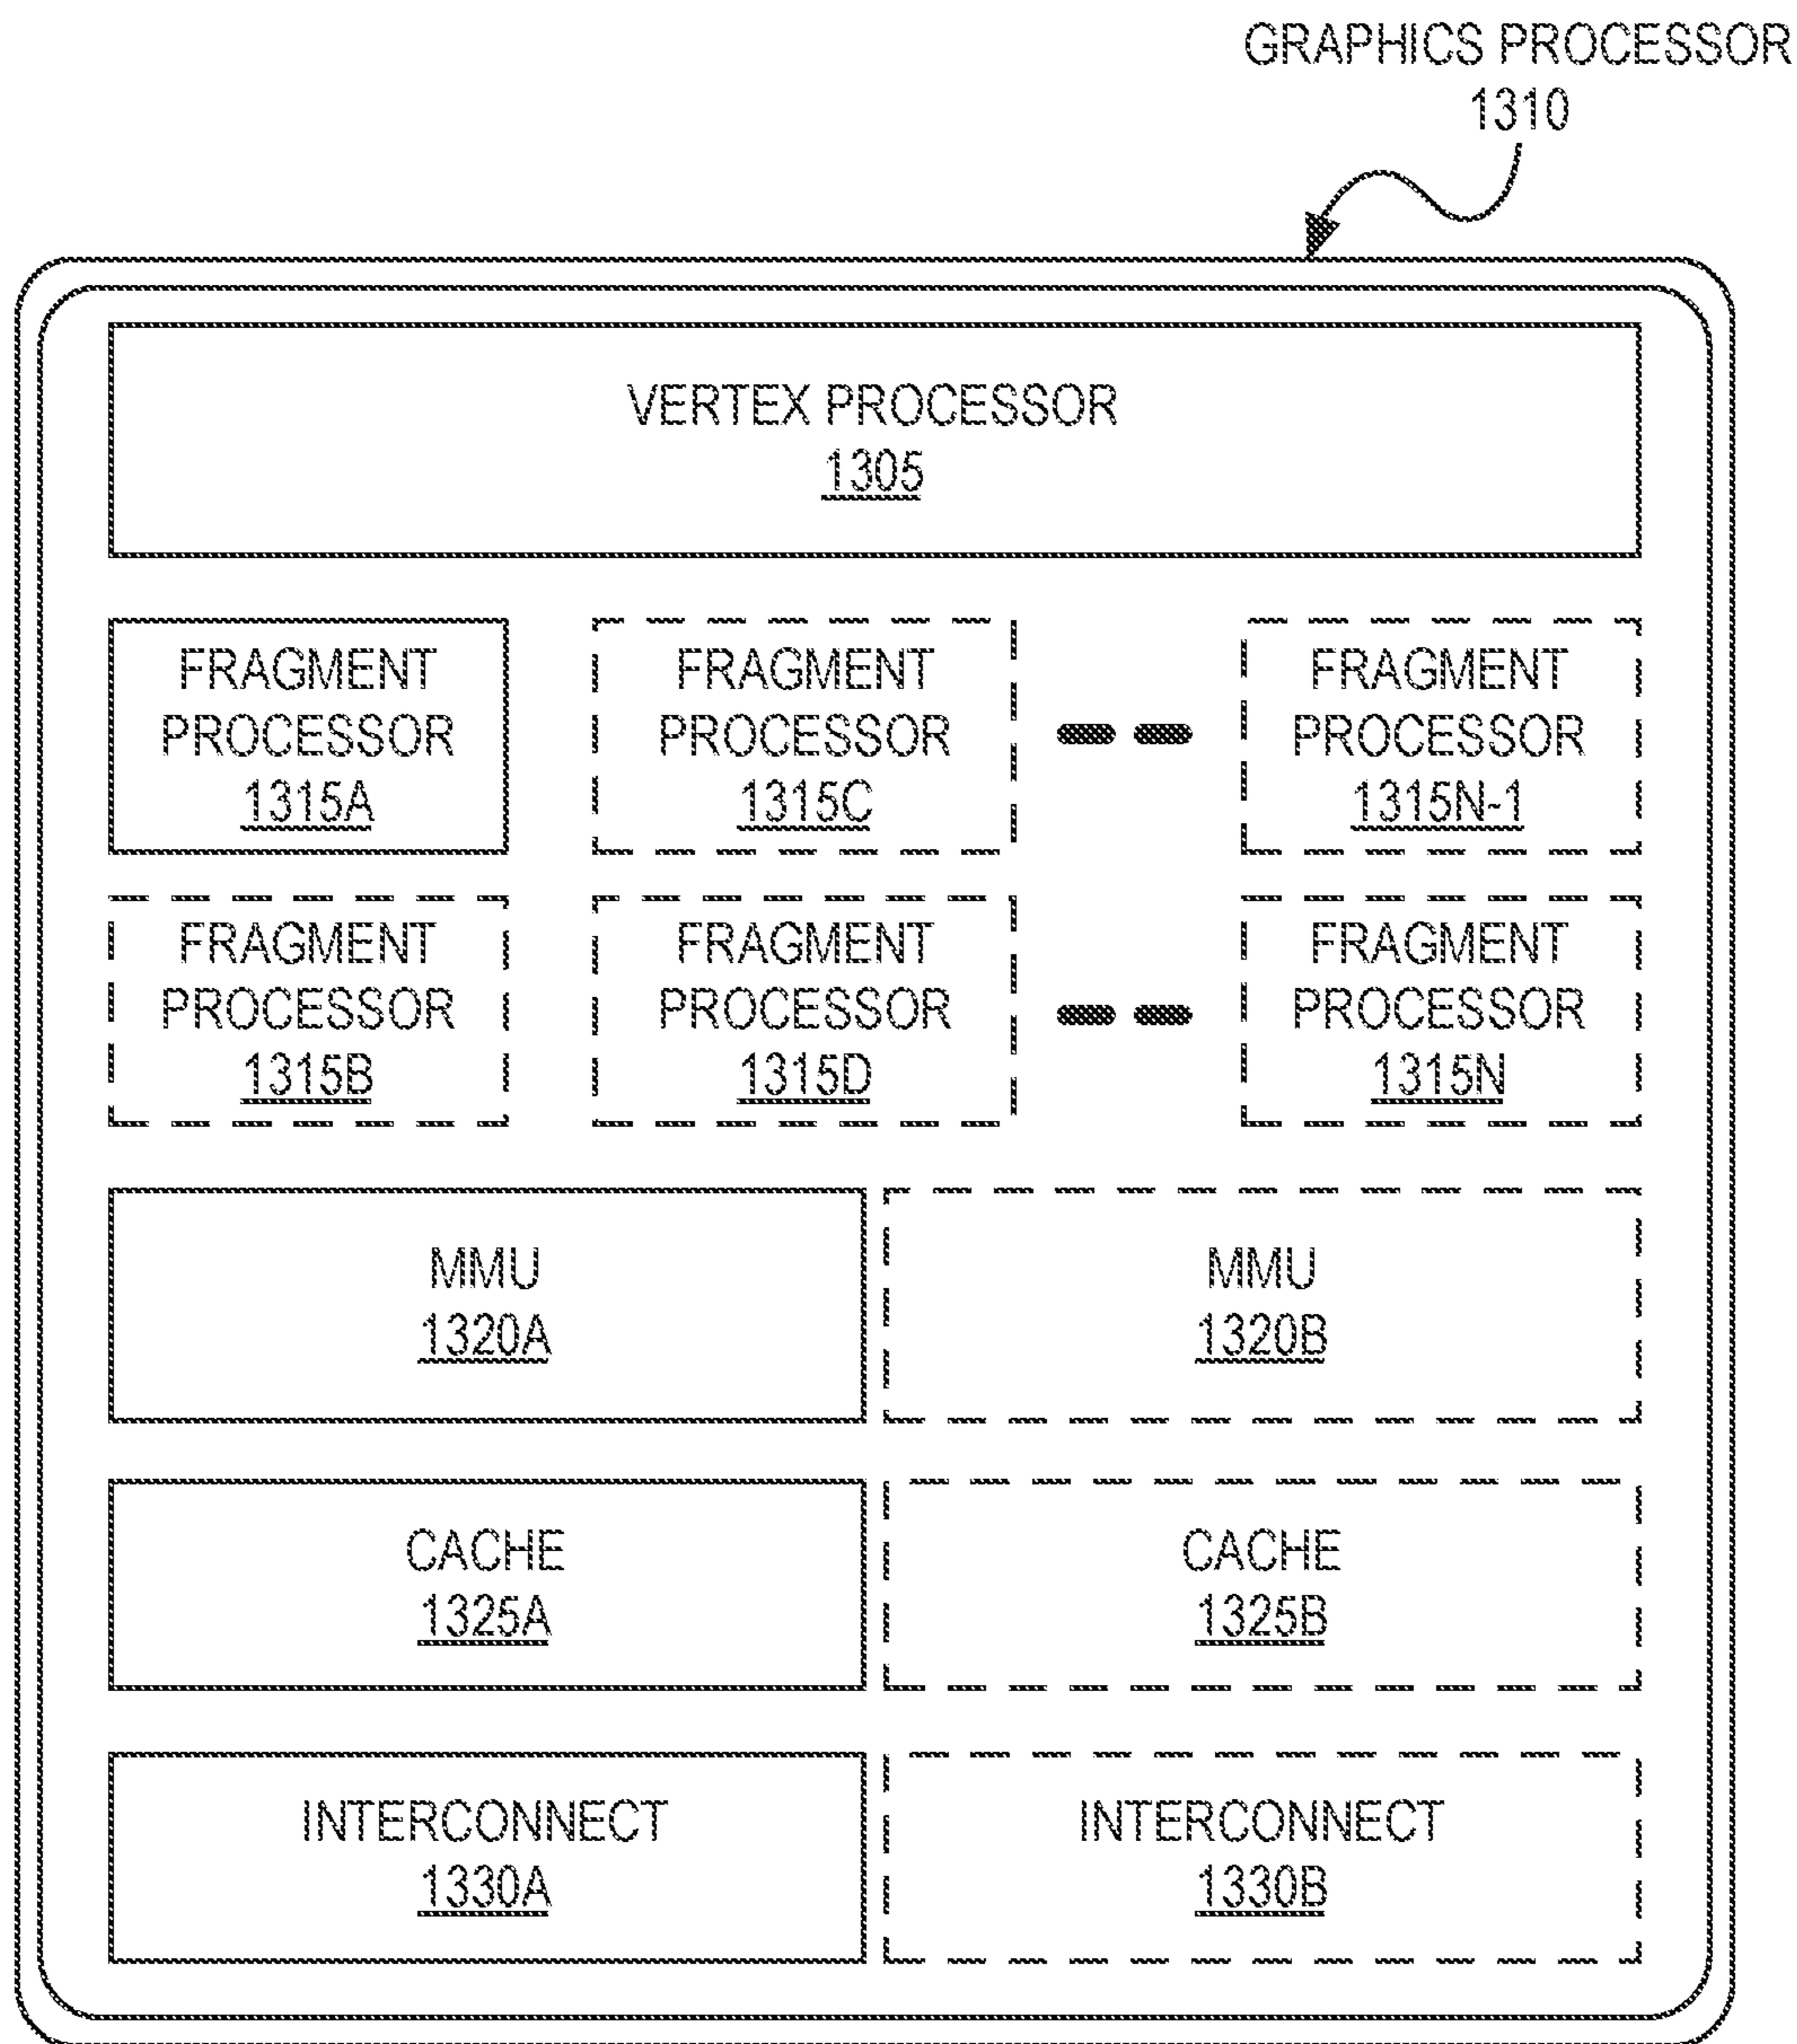 GRAPHICS PROCESSOR
1310
VERTEX PROCESSOR
1305
FRAGMENT
PROCESSOR
1315A
FRAGMENT
PROCESSOR
1315C
FRAGMENT
PROCESSOR
1315N-1
FRAGMENT
PROCESSOR
1315B
FRAGMENT
PROCESSOR
1315D
FRAGMENT
PROCESSOR
1315N
MMU
1320A
MMU
1320B
CACHE
1325A
CACHE
1325B
INTERCONNECT
1330A
INTERCONNECT
1330B